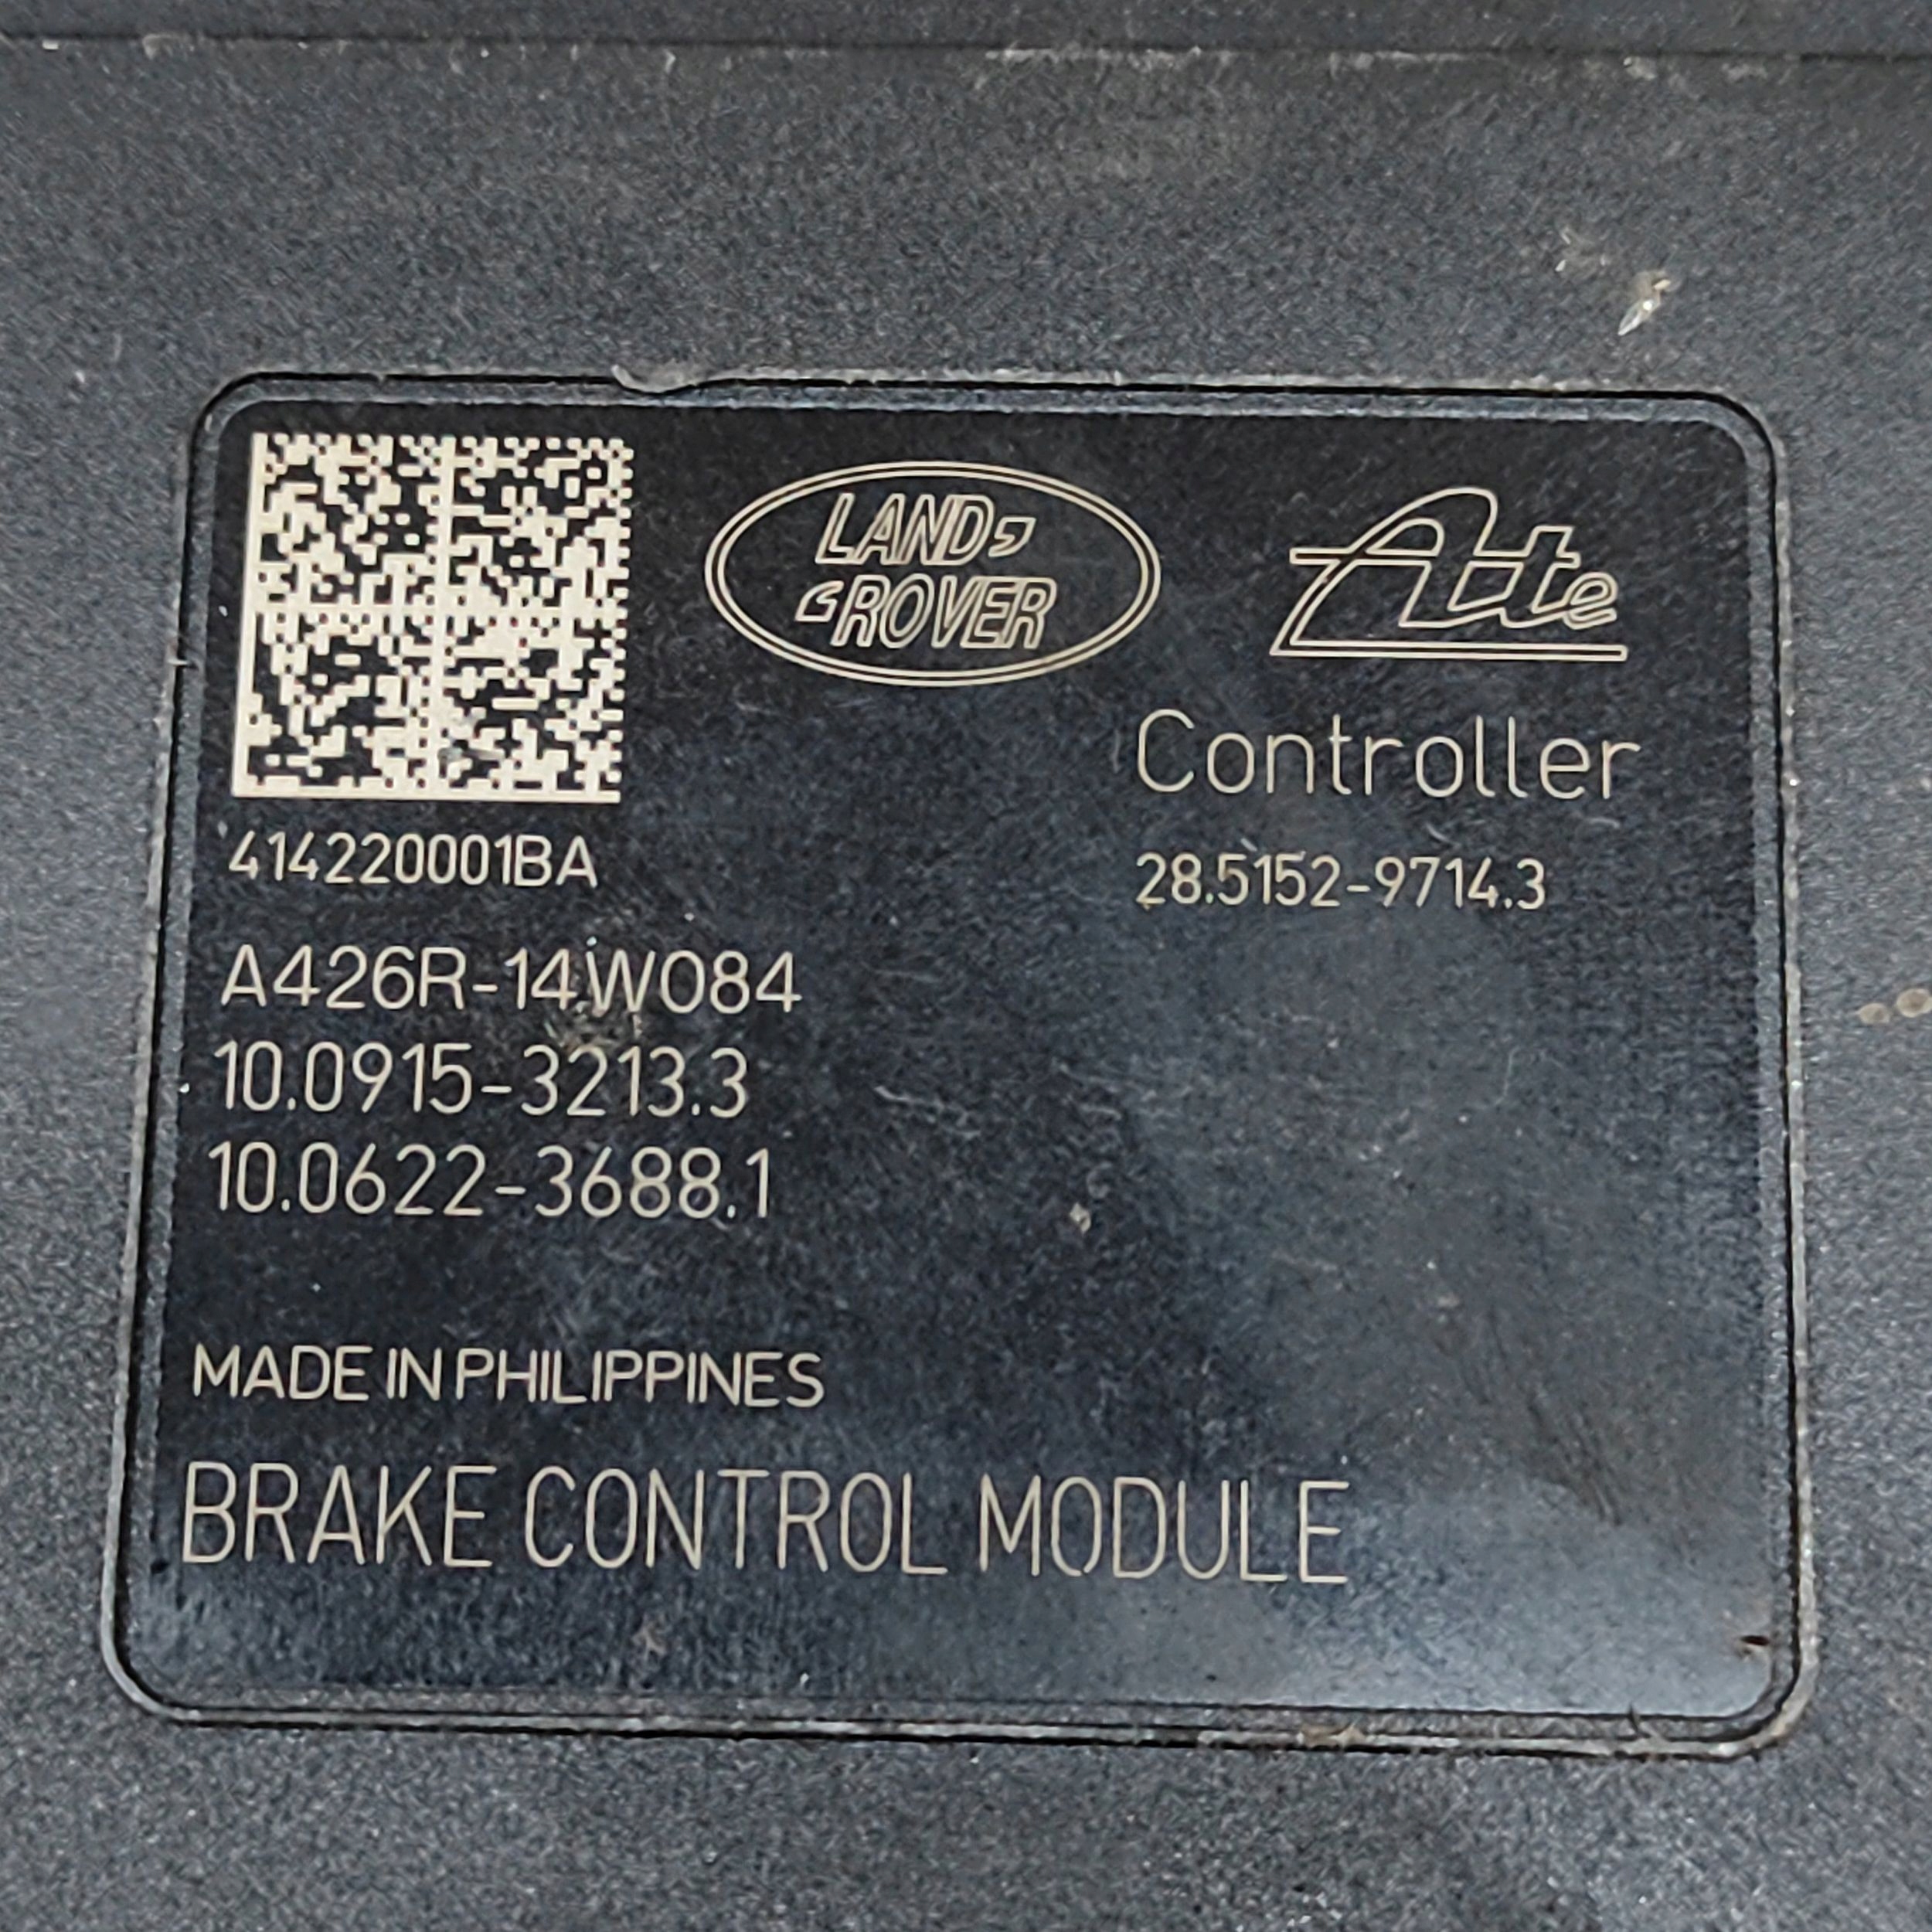 LAND
ROVER
Ate
Controller
414220001BA
28.5152-9714.3
A426R-14W084
10.0915-3213.3
10.0622-3688.1
MADE IN PHILIPPINES
BRAKE CONTROL MODULE